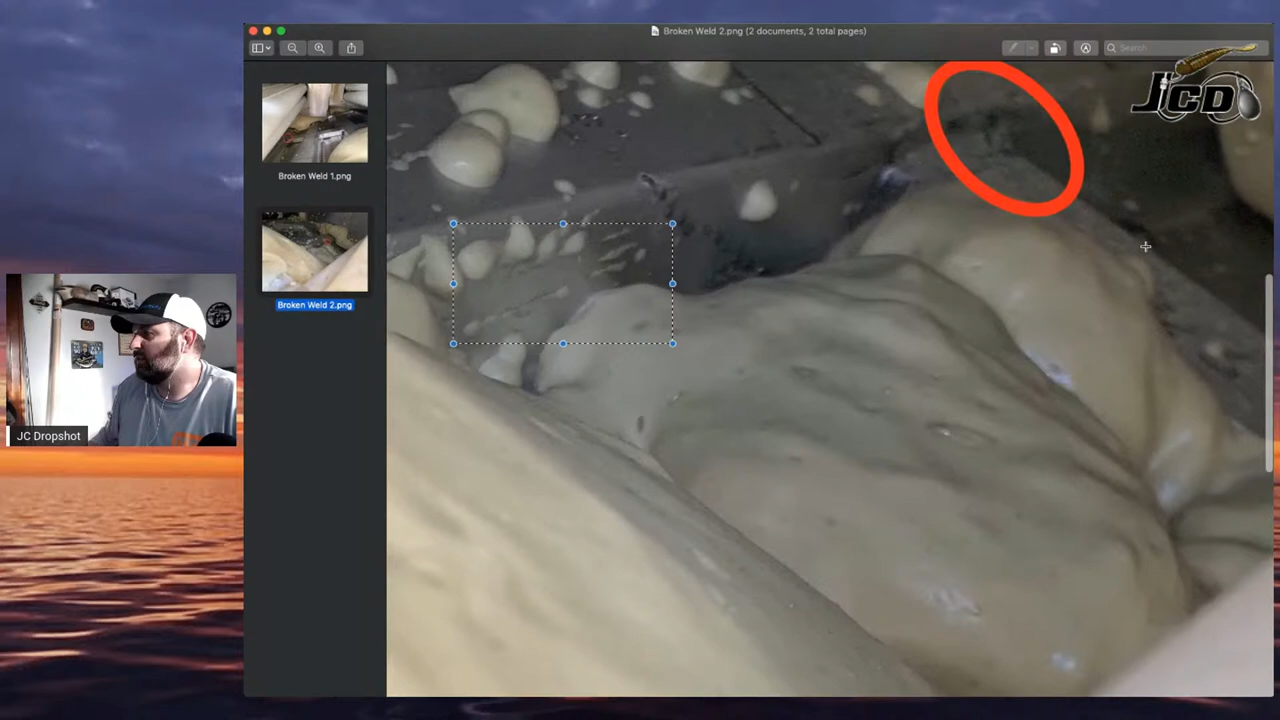 Broken Weld 2.png (2 documents, 2 total pages)
Search
JCD
Broken Weld 1.png
Broken Weld 2.png
JC Dropshot